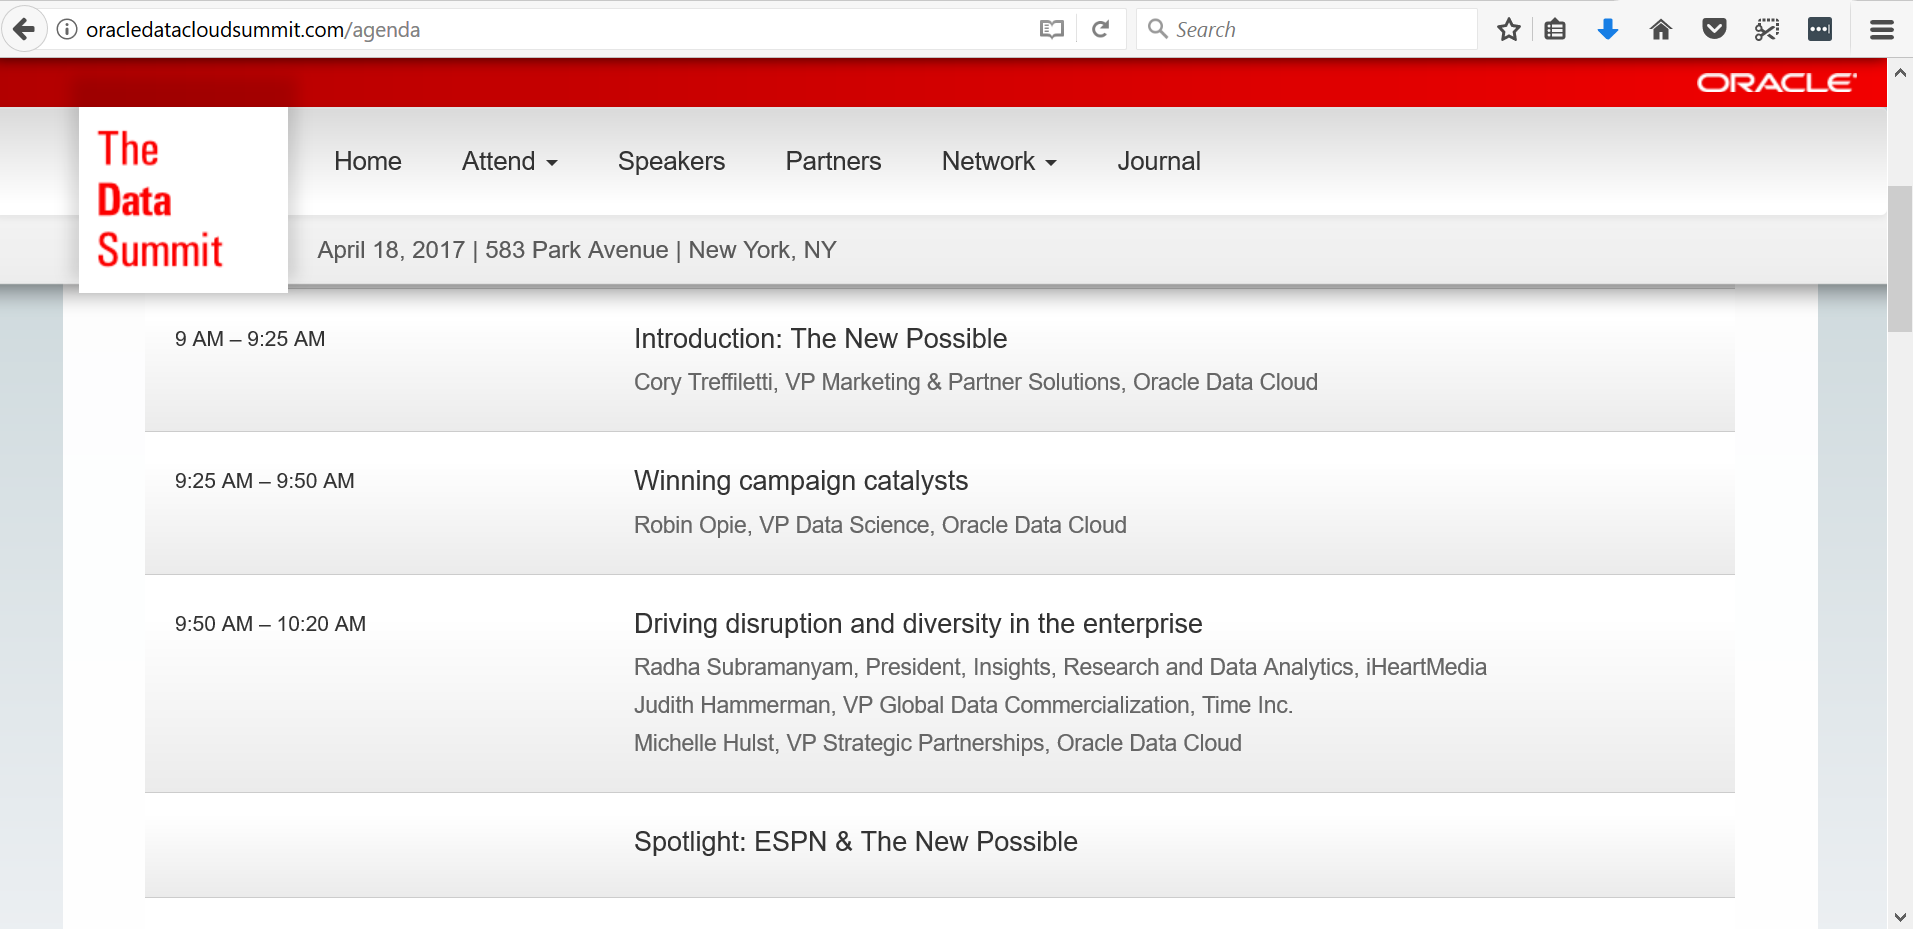 oracledatacloudsummit.com/agenda
Search
ORACLE
The
Data
Summit
Home Attend Speakers Partners Network Journal
April 18, 2017 | 583 Park Avenue | New York, NY
9 AM – 9:25 AM
Introduction: The New Possible
Cory Treffiletti, VP Marketing & Partner Solutions, Oracle Data Cloud
9:25 AM – 9:50 AM
Winning campaign catalysts
Robin Opie, VP Data Science, Oracle Data Cloud
9:50 AM – 10:20 AM
Driving disruption and diversity in the enterprise
Radha Subramanyam, President, Insights, Research and Data Analytics, iHeartMedia
Judith Hammerman, VP Global Data Commercialization, Time Inc.
Michelle Hulst, VP Strategic Partnerships, Oracle Data Cloud
Spotlight: ESPN & The New Possible